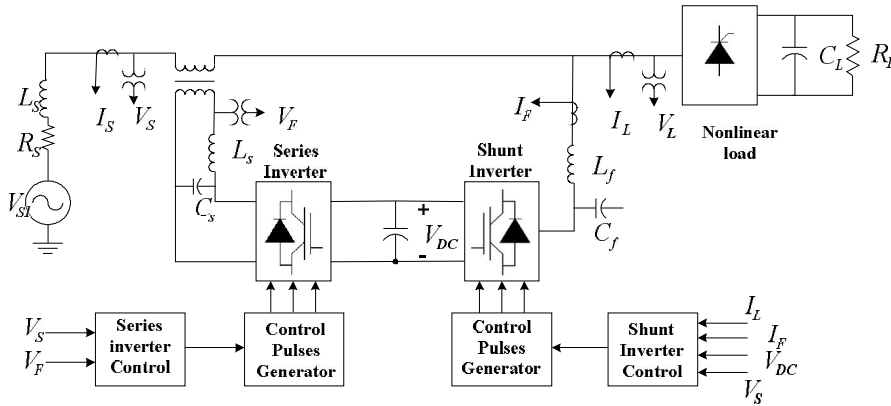 C_L
R_L
L_S
I_S
V_S
V_F
I_F
I_L
V_L
Nonlinear
load
R_S
L_s
Series
Inverter
Shunt
Inverter
L_f
V_S1
C_s
+
V_DC
-
C_f
V_S
V_F
Series
inverter
Control
Control
Pulses
Generator
Control
Pulses
Generator
Shunt
Inverter
Control
I_L
I_F
V_DC
V_S